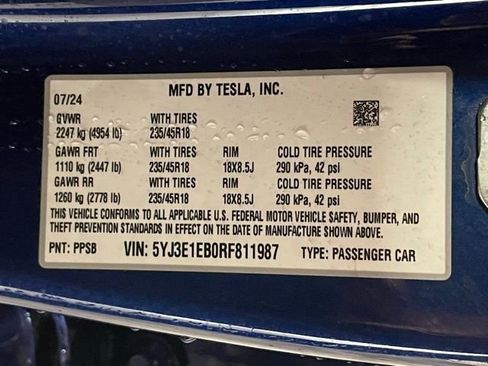 MFD BY TESLA, INC.
07/24
GVWR WITH TIRES
2247 kg (4954 lb) 235/45R18
GAWR FRT WITH TIRES RIM COLD TIRE PRESSURE
1110 kg (2447 lb) 235/45R18 18X8.5J 290 kPa, 42 psi
GAWR RR WITH TIRES RIM COLD TIRE PRESSURE
1260 kg (2778 lb) 235/45R18 18X8.5J 290 kPa, 42 psi
THIS VEHICLE CONFORMS TO ALL APPLICABLE U.S. FEDERAL MOTOR VEHICLE SAFETY, BUMPER, AND
THEFT PREVENTION STANDARDS IN EFFECT ON THE DATE OF MANUFACTURE SHOWN ABOVE.
PNT: PPSB VIN: 5YJ3E1EB0RF811987 TYPE: PASSENGER CAR